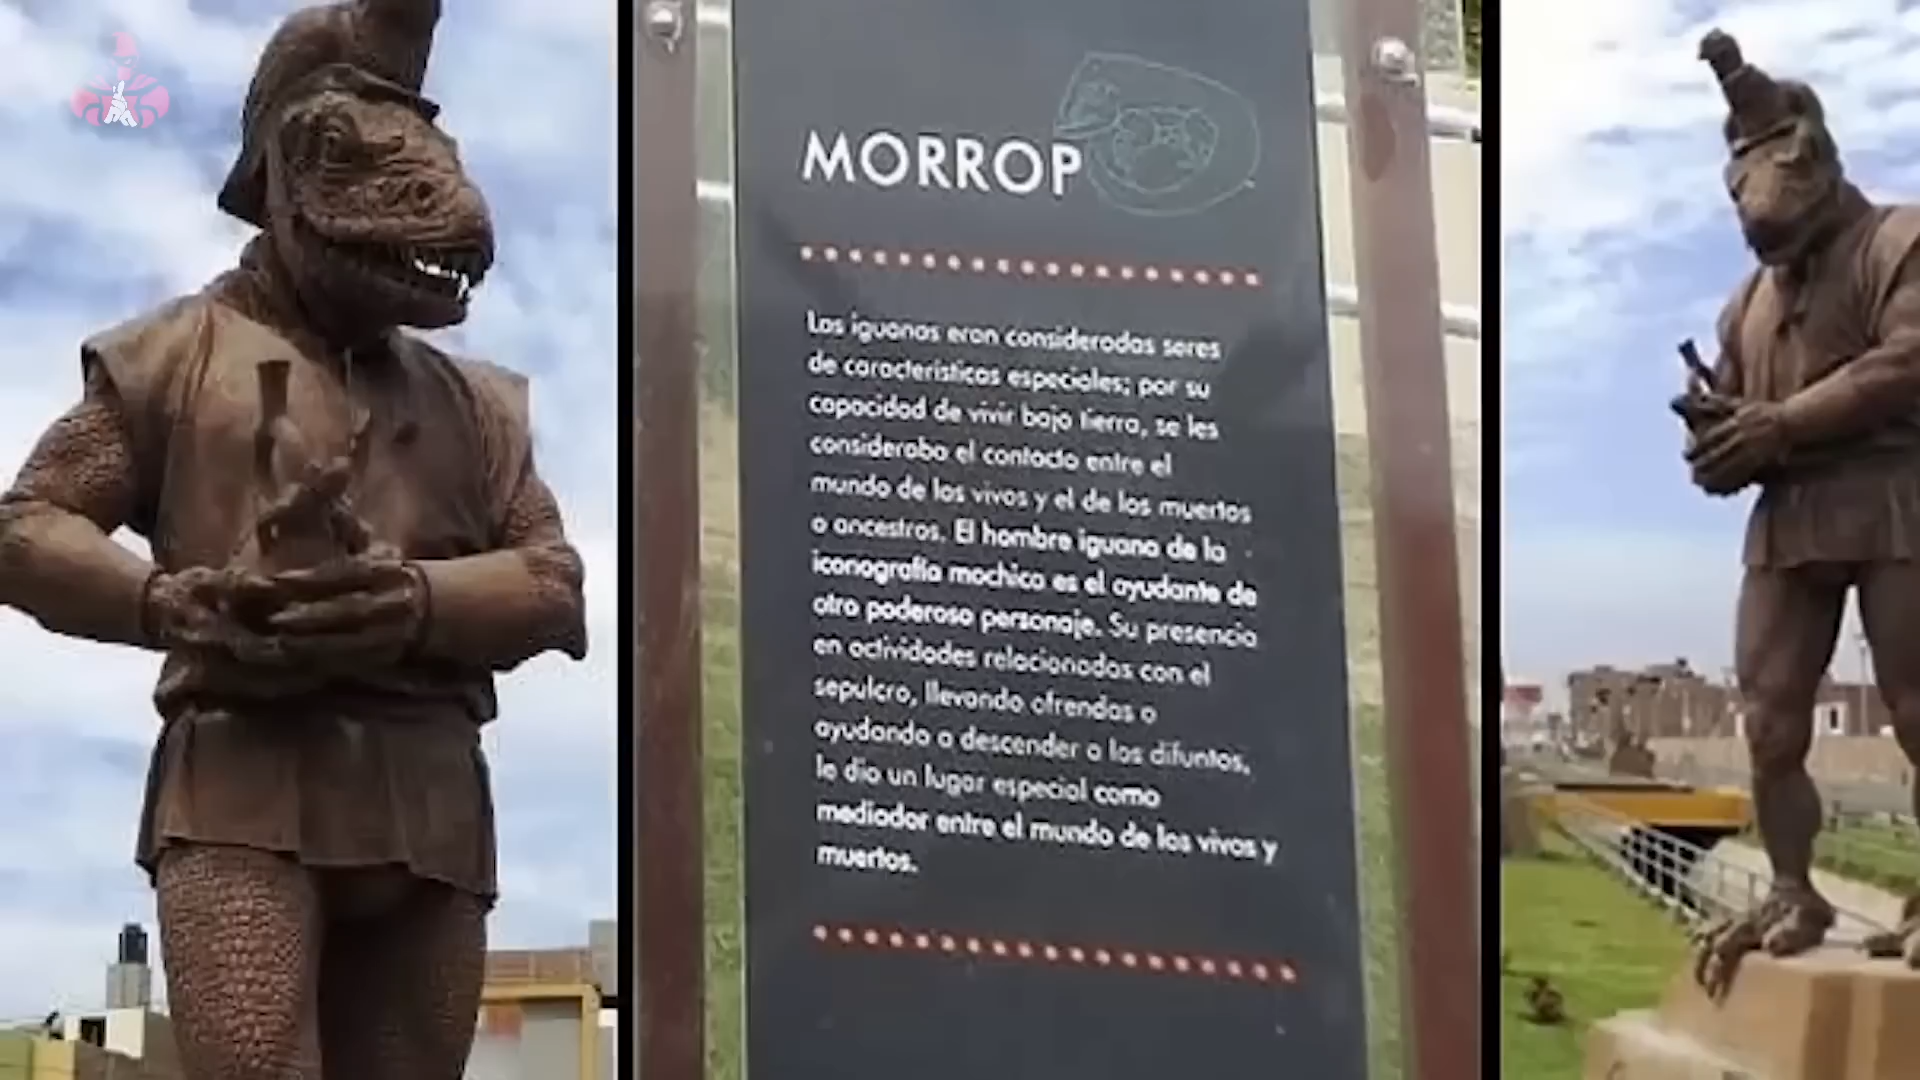 MORROP
Las iguanas eran consideradas seres
de características especiales; por su
capacidad de vivir bajo tierra, se les
consideraba el contacto entre el
mundo de los vivos y el de los muertos
o ancestros. El hombre iguana de la
iconografía mochica es el ayudante de
otro poderoso personaje. Su presencia
en actividades relacionadas con el
sepulcro, llevando ofrendas o
ayudando a descender a los difuntos,
le dio un lugar especial como
mediador entre el mundo de los vivos y
muertos.